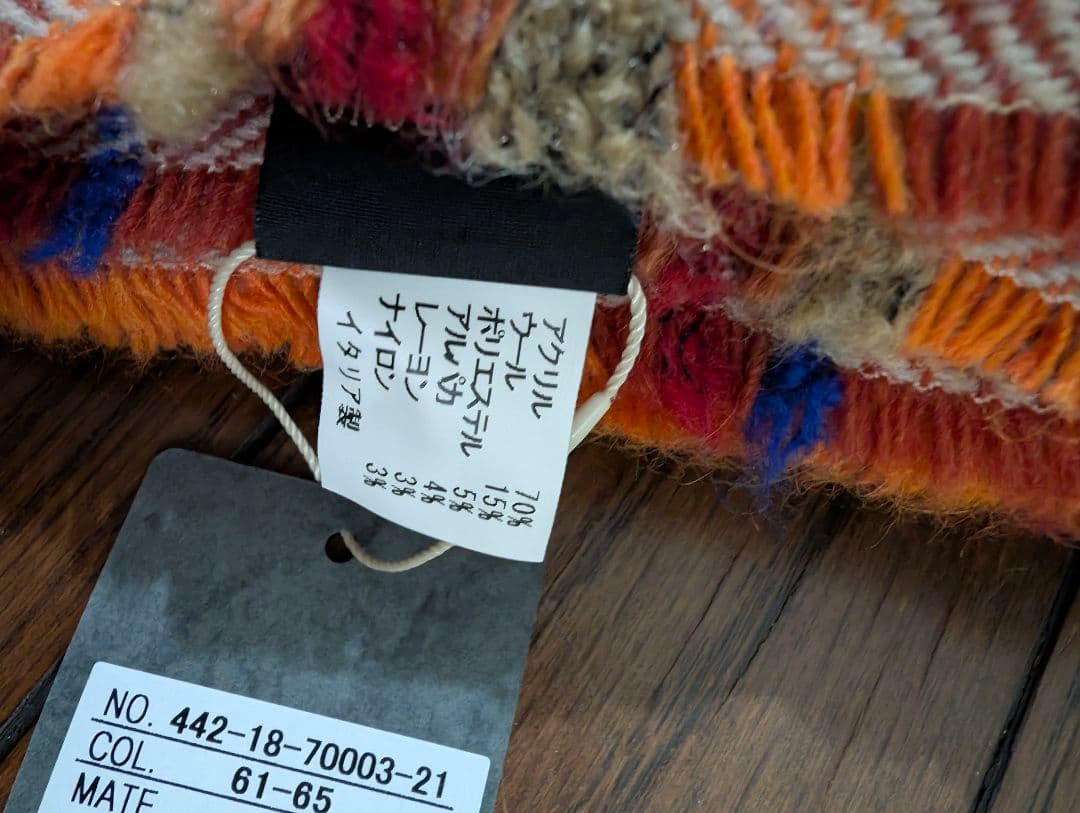 アクリル 70%
ウール 15%
ポリエステル 5%
アルパカ 4%
レーヨン 3%
ナイロン 3%
イタリア製
NO. 442-18-70003-21
COL. 61-65
MATE